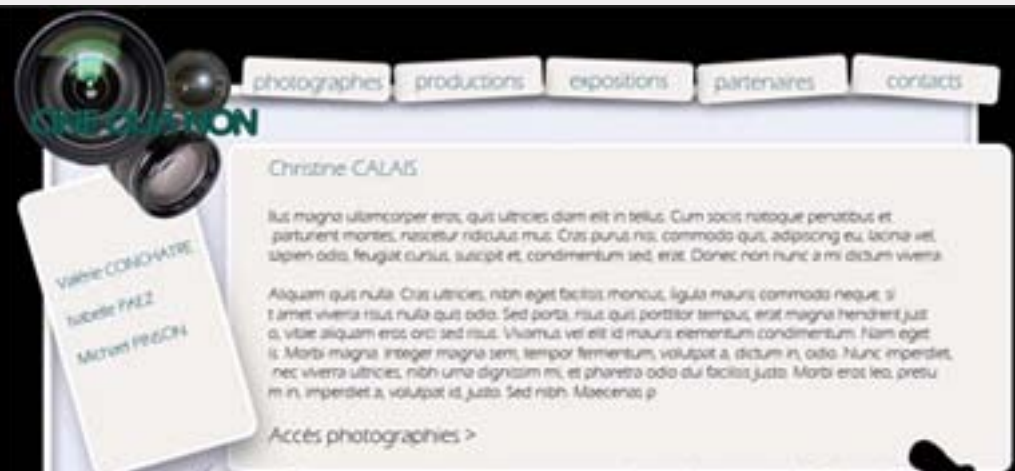 photographes productions expositions partenaires contacts
CINE QUA NON
Christine CALAIS
llus magna ullamcorper eros, quis ultricies diam elit in tellus. Cum sociis natoque penatibus et
parturient montes, nascetur ridiculus mus. Cras purus nisi, commodo quis, adipiscing eu, lacinia vel,
sapien odio, feugiat cursus, suscipit et, condimentum sed, erat. Donec non nunc a mi dictum viverra.
Aliquam quis nulla. Cras ultricies, nibh eget facilisis rhoncus, ligula mauris commodo neque, si
t amet viverra risus nulla quis odio. Sed porta, risus quis porttitor tempus, erat magna hendrerit just
o, vitae aliquam eros orci sed risus. Vivamus vel elit id mauris elementum condimentum. Nam eget
is. Morbi magna. Integer magna sem, tempor fermentum, volutpat a, dictum in, odio. Nunc imperdiet,
nec viverra ultricies, nibh urna dignissim mi, et pharetra odio dui facilisis justo. Morbi eros leo, pretiu
m in, imperdiet a, volutpat id, justo. Sed nibh. Maecenas p
Accès photographies >
Valérie CONCHATRE
Isabelle PAEZ
Michael PINSON